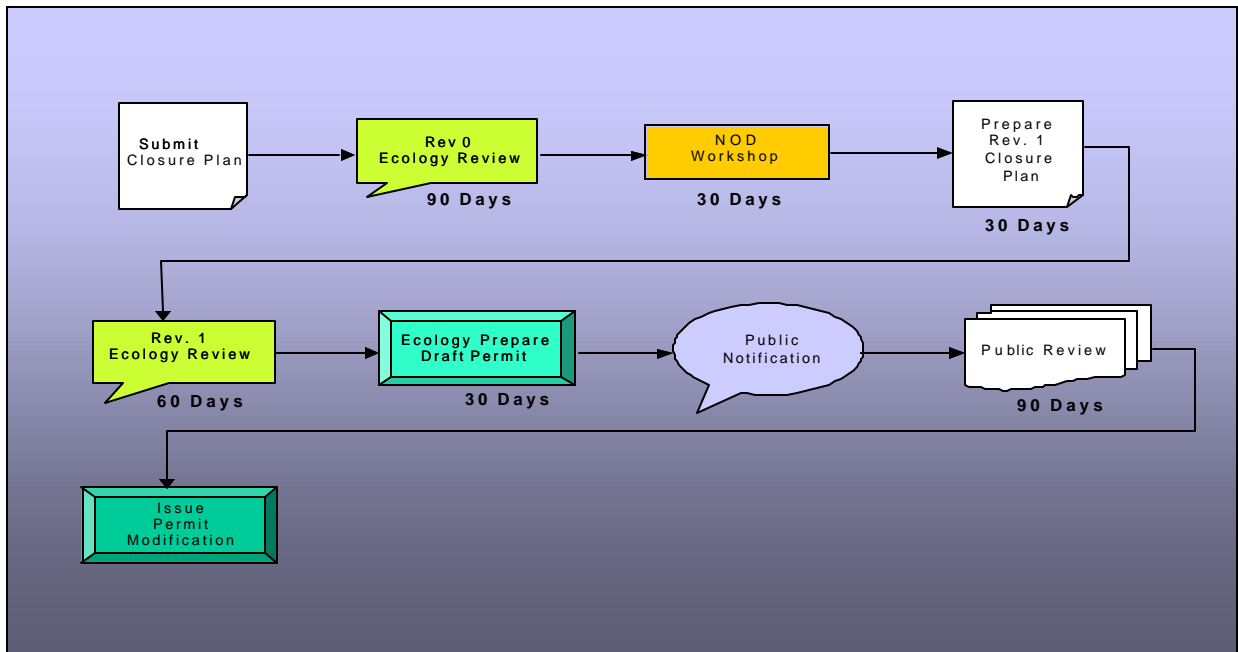 Submit
Closure Plan
Rev 0
Ecology Review
90 Days
NOD
Workshop
30 Days
Prepare
Rev. 1
Closure
Plan
30 Days
Rev. 1
Ecology Review
60 Days
Ecology Prepare
Draft Permit
30 Days
Public
Notification
Public Review
90 Days
Issue
Permit
Modification